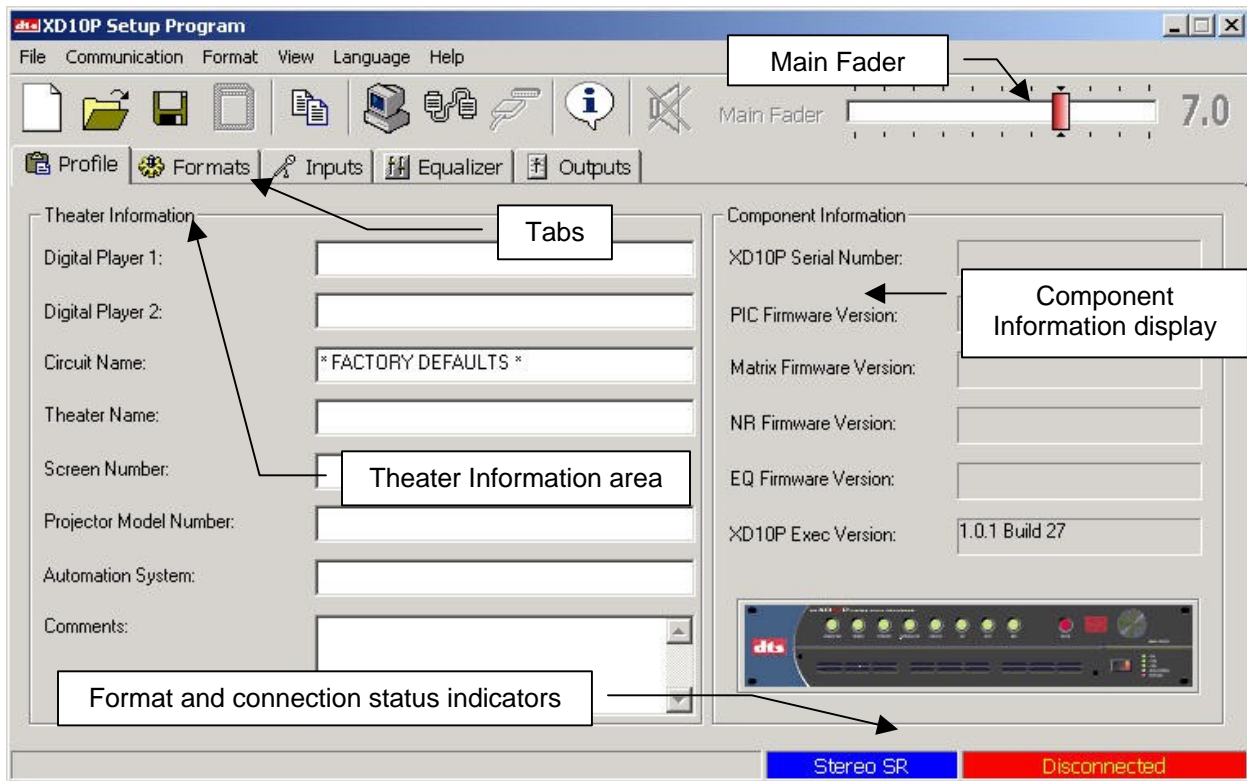 dts XD10P Setup Program
File Communication Format View Language Help
Main Fader
Main Fader 7.0
Profile Formats Inputs Equalizer Outputs
Tabs
Theater Information
Digital Player 1:
Digital Player 2:
Circuit Name: * FACTORY DEFAULTS *
Theater Name:
Screen Number:
Theater Information area
Projector Model Number:
Automation System:
Comments:
Component Information
XD10P Serial Number:
Component
Information display
PIC Firmware Version:
Matrix Firmware Version:
NR Firmware Version:
EQ Firmware Version:
XD10P Exec Version: 1.0.1 Build 27
dts
Format and connection status indicators
Stereo SR Disconnected